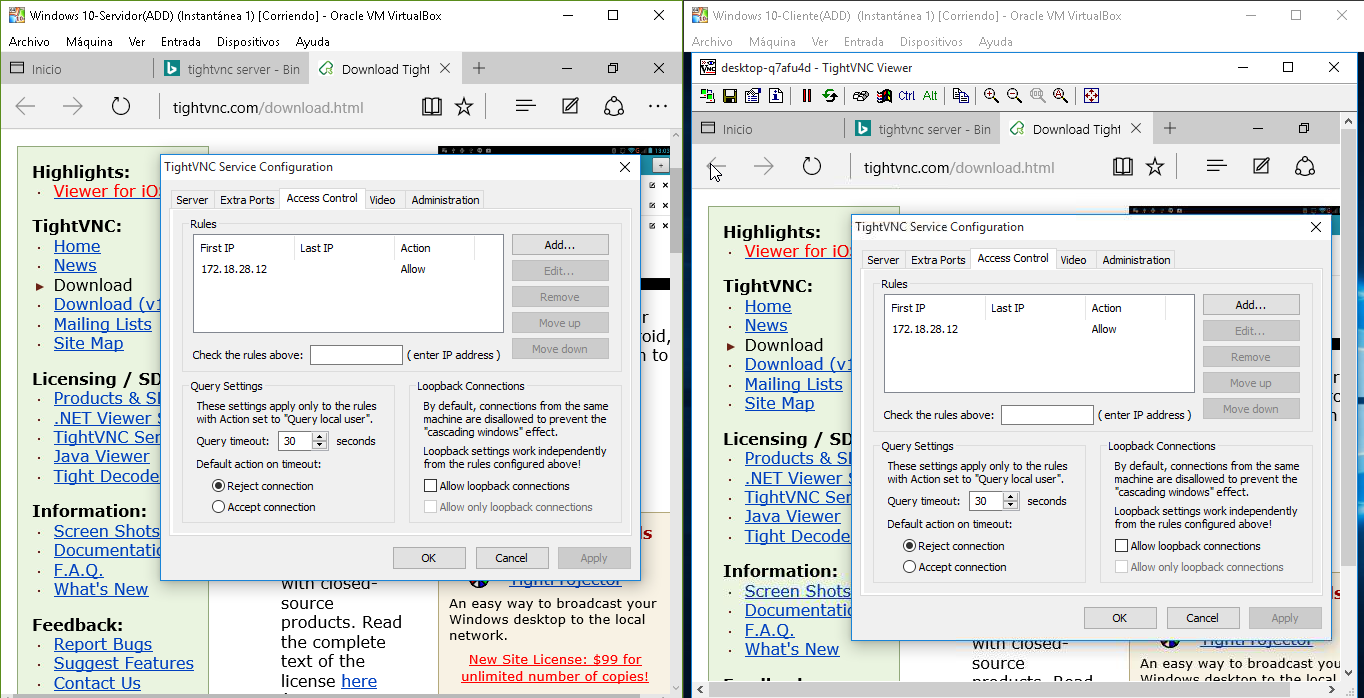 Windows 10-Servidor(ADD) (Instantánea 1) [Corriendo] - Oracle VM VirtualBox
Archivo Máquina Ver Entrada Dispositivos Ayuda
Inicio
tightvnc server - Bin
Download Tight
tightvnc.com/download.html
Highlights:
Viewer for iO
TightVNC:
Home
News
Download
Download (v1
Mailing Lists
Site Map
Licensing / SD
Products & S
.NET Viewer S
TightVNC Ser
Java Viewer
Tight Decode
Information:
Screen Shots
Documentatio
F.A.Q.
What's New
Feedback:
Report Bugs
Suggest Features
Contact Us
TightVNC Service Configuration
Server Extra Ports Access Control Video Administration
Rules
First IP Last IP Action
172.18.28.12 Allow
Add...
Edit...
Remove
Move up
Move down
Check the rules above: ( enter IP address )
Query Settings
These settings apply only to the rules
with Action set to "Query local user".
Query timeout: 30 seconds
Default action on timeout:
Reject connection
Accept connection
Loopback Connections
By default, connections from the same
machine are disallowed to prevent the
"cascading windows" effect.
Loopback settings work independently
from the rules configured above!
Allow loopback connections
Allow only loopback connections
OK Cancel Apply
with closed-
source
products. Read
the complete
text of the
license here
TightProjector
An easy way to broadcast your
Windows desktop to the local
network.
New Site License: $99 for
unlimited number of copies!
Windows 10-Cliente(ADD) (Instantánea 1) [Corriendo] - Oracle VM VirtualBox
Archivo Máquina Ver Entrada Dispositivos Ayuda
desktop-q7afu4d - TightVNC Viewer
Ctrl Alt
Inicio
tightvnc server - Bin
Download Tight
tightvnc.com/download.html
Highlights:
Viewer for iOS
TightVNC:
Home
News
Download
Download (v1
Mailing Lists
Site Map
Licensing / SD
Products & S
.NET Viewer S
TightVNC Ser
Java Viewer
Tight Decode
Information:
Screen Shots
Documentatio
F.A.Q.
What's New
TightVNC Service Configuration
Server Extra Ports Access Control Video Administration
Rules
First IP Last IP Action
172.18.28.12 Allow
Add...
Edit...
Remove
Move up
Move down
Check the rules above: ( enter IP address )
Query Settings
These settings apply only to the rules
with Action set to "Query local user".
Query timeout: 30 seconds
Default action on timeout:
Reject connection
Accept connection
Loopback Connections
By default, connections from the same
machine are disallowed to prevent the
"cascading windows" effect.
Loopback settings work independently
from the rules configured above!
Allow loopback connections
Allow only loopback connections
OK Cancel Apply
with closed-
source
An easy way to broadcast you
Windows desktop to the local